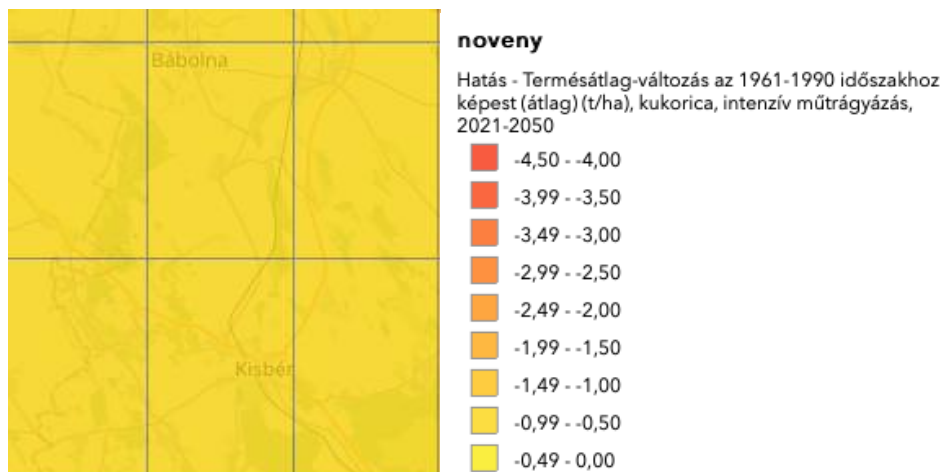 Bábolna
Kisbér
noveny
Hatás - Termésátlag-változás az 1961-1990 időszakhoz
képest (átlag) (t/ha), kukorica, intenzív műtrágyázás,
2021-2050
-4,50 - -4,00
-3,99 - -3,50
-3,49 - -3,00
-2,99 - -2,50
-2,49 - -2,00
-1,99 - -1,50
-1,49 - -1,00
-0,99 - -0,50
-0,49 - 0,00